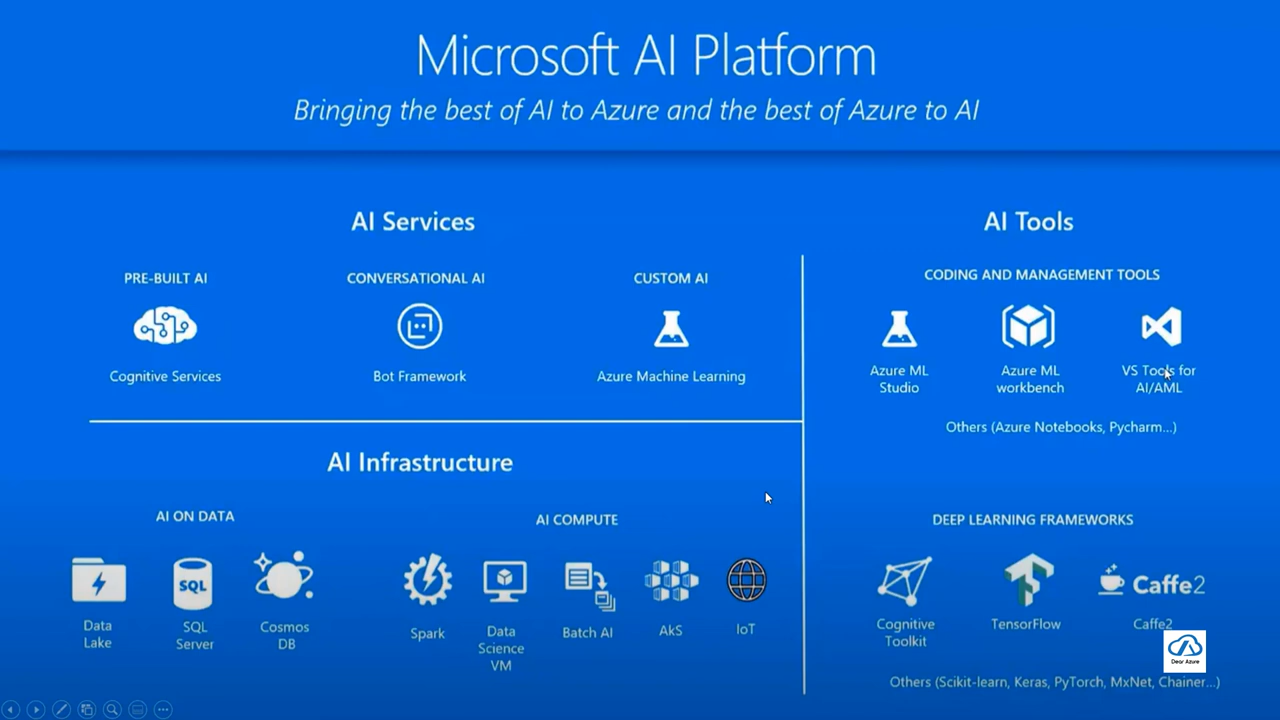 Microsoft AI Platform
Bringing the best of AI to Azure and the best of Azure to AI
AI Services
PRE-BUILT AI
CONVERSATIONAL AI
CUSTOM AI
Cognitive Services
Bot Framework
Azure Machine Learning
AI Infrastructure
AI ON DATA
AI COMPUTE
SQL
Data
Lake
SQL
Server
Cosmos
DB
Spark
Data
Science
VM
Batch AI
AkS
IoT
AI Tools
CODING AND MANAGEMENT TOOLS
Azure ML
Studio
Azure ML
workbench
VS Tools for
AI/AML
Others (Azure Notebooks, Pycharm...)
DEEP LEARNING FRAMEWORKS
Caffe2
Cognitive
Toolkit
TensorFlow
Caffe2
Dear Azure
Others (Scikit-learn, Keras, PyTorch, MxNet, Chainer...)